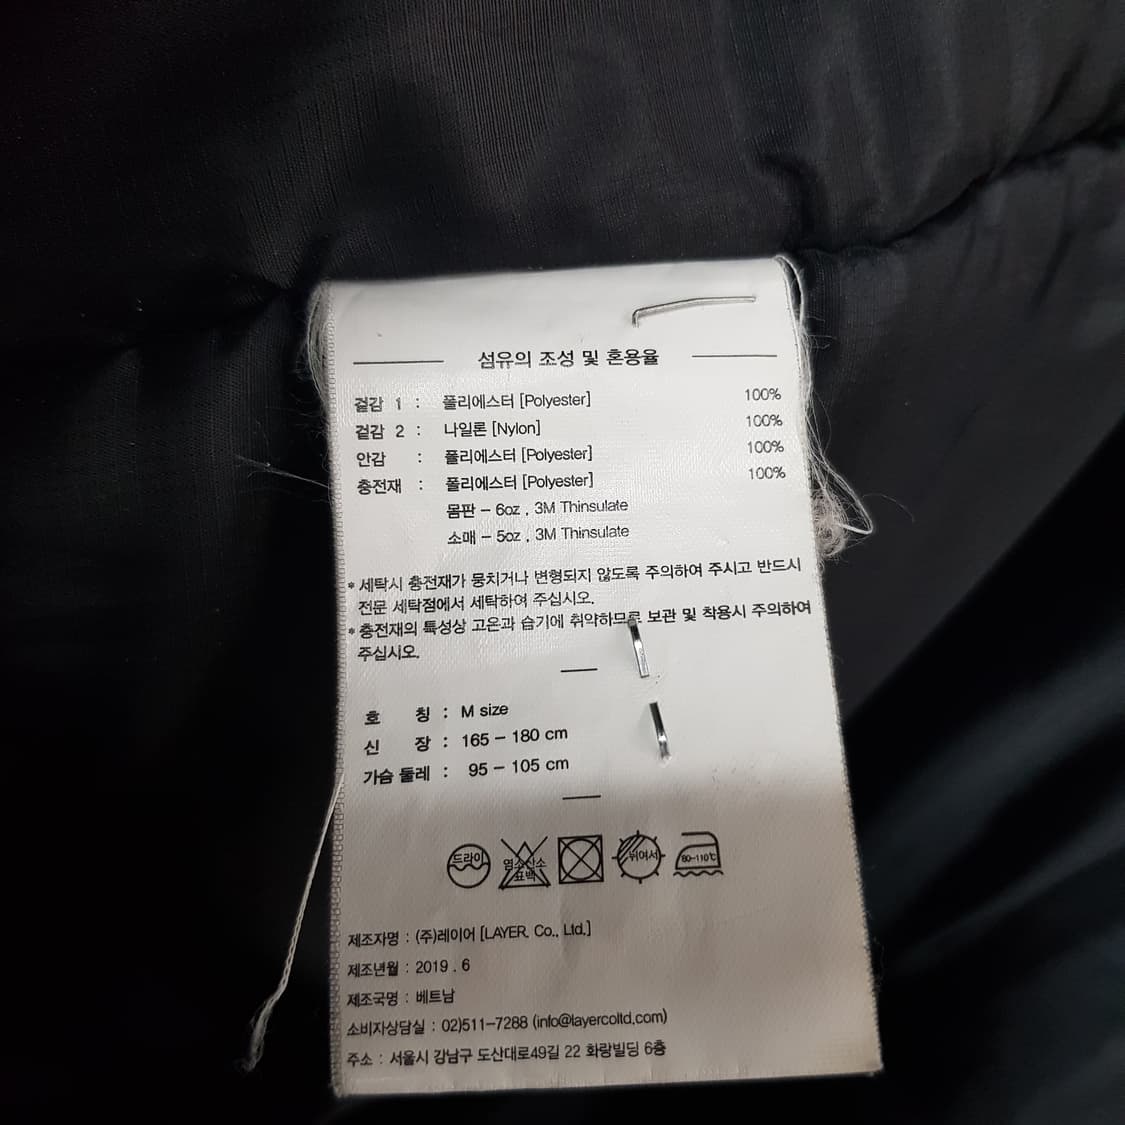 섬유의 조성 및 혼용율
겉감 1 : 폴리에스터 [Polyester] 100%
겉감 2 : 나일론 [Nylon] 100%
안감 : 폴리에스터 [Polyester] 100%
충전재 : 폴리에스터 [Polyester] 100%
몸판 - 6oz , 3M Thinsulate
소매 - 5oz , 3M Thinsulate
* 세탁시 충전재가 뭉치거나 변형되지 않도록 주의하여 주시고 반드시
전문 세탁점에서 세탁하여 주십시오.
* 충전재의 특성상 고온과 습기에 취약하므로 보관 및 착용시 주의하여
주십시오.
호 칭 : M size
신 장 : 165 - 180 cm
가슴 둘레 : 95 - 105 cm
드라이 염소산소 뉘여서 80-110℃
표백
제조자명 : (주)레이어 [LAYER. Co., Ltd.]
제조년월 : 2019 . 6
제조국명 : 베트남
소비자상담실 : 02)511-7288 (info@layercoltd.com)
주소 : 서울시 강남구 도산대로49길 22 화랑빌딩 6층